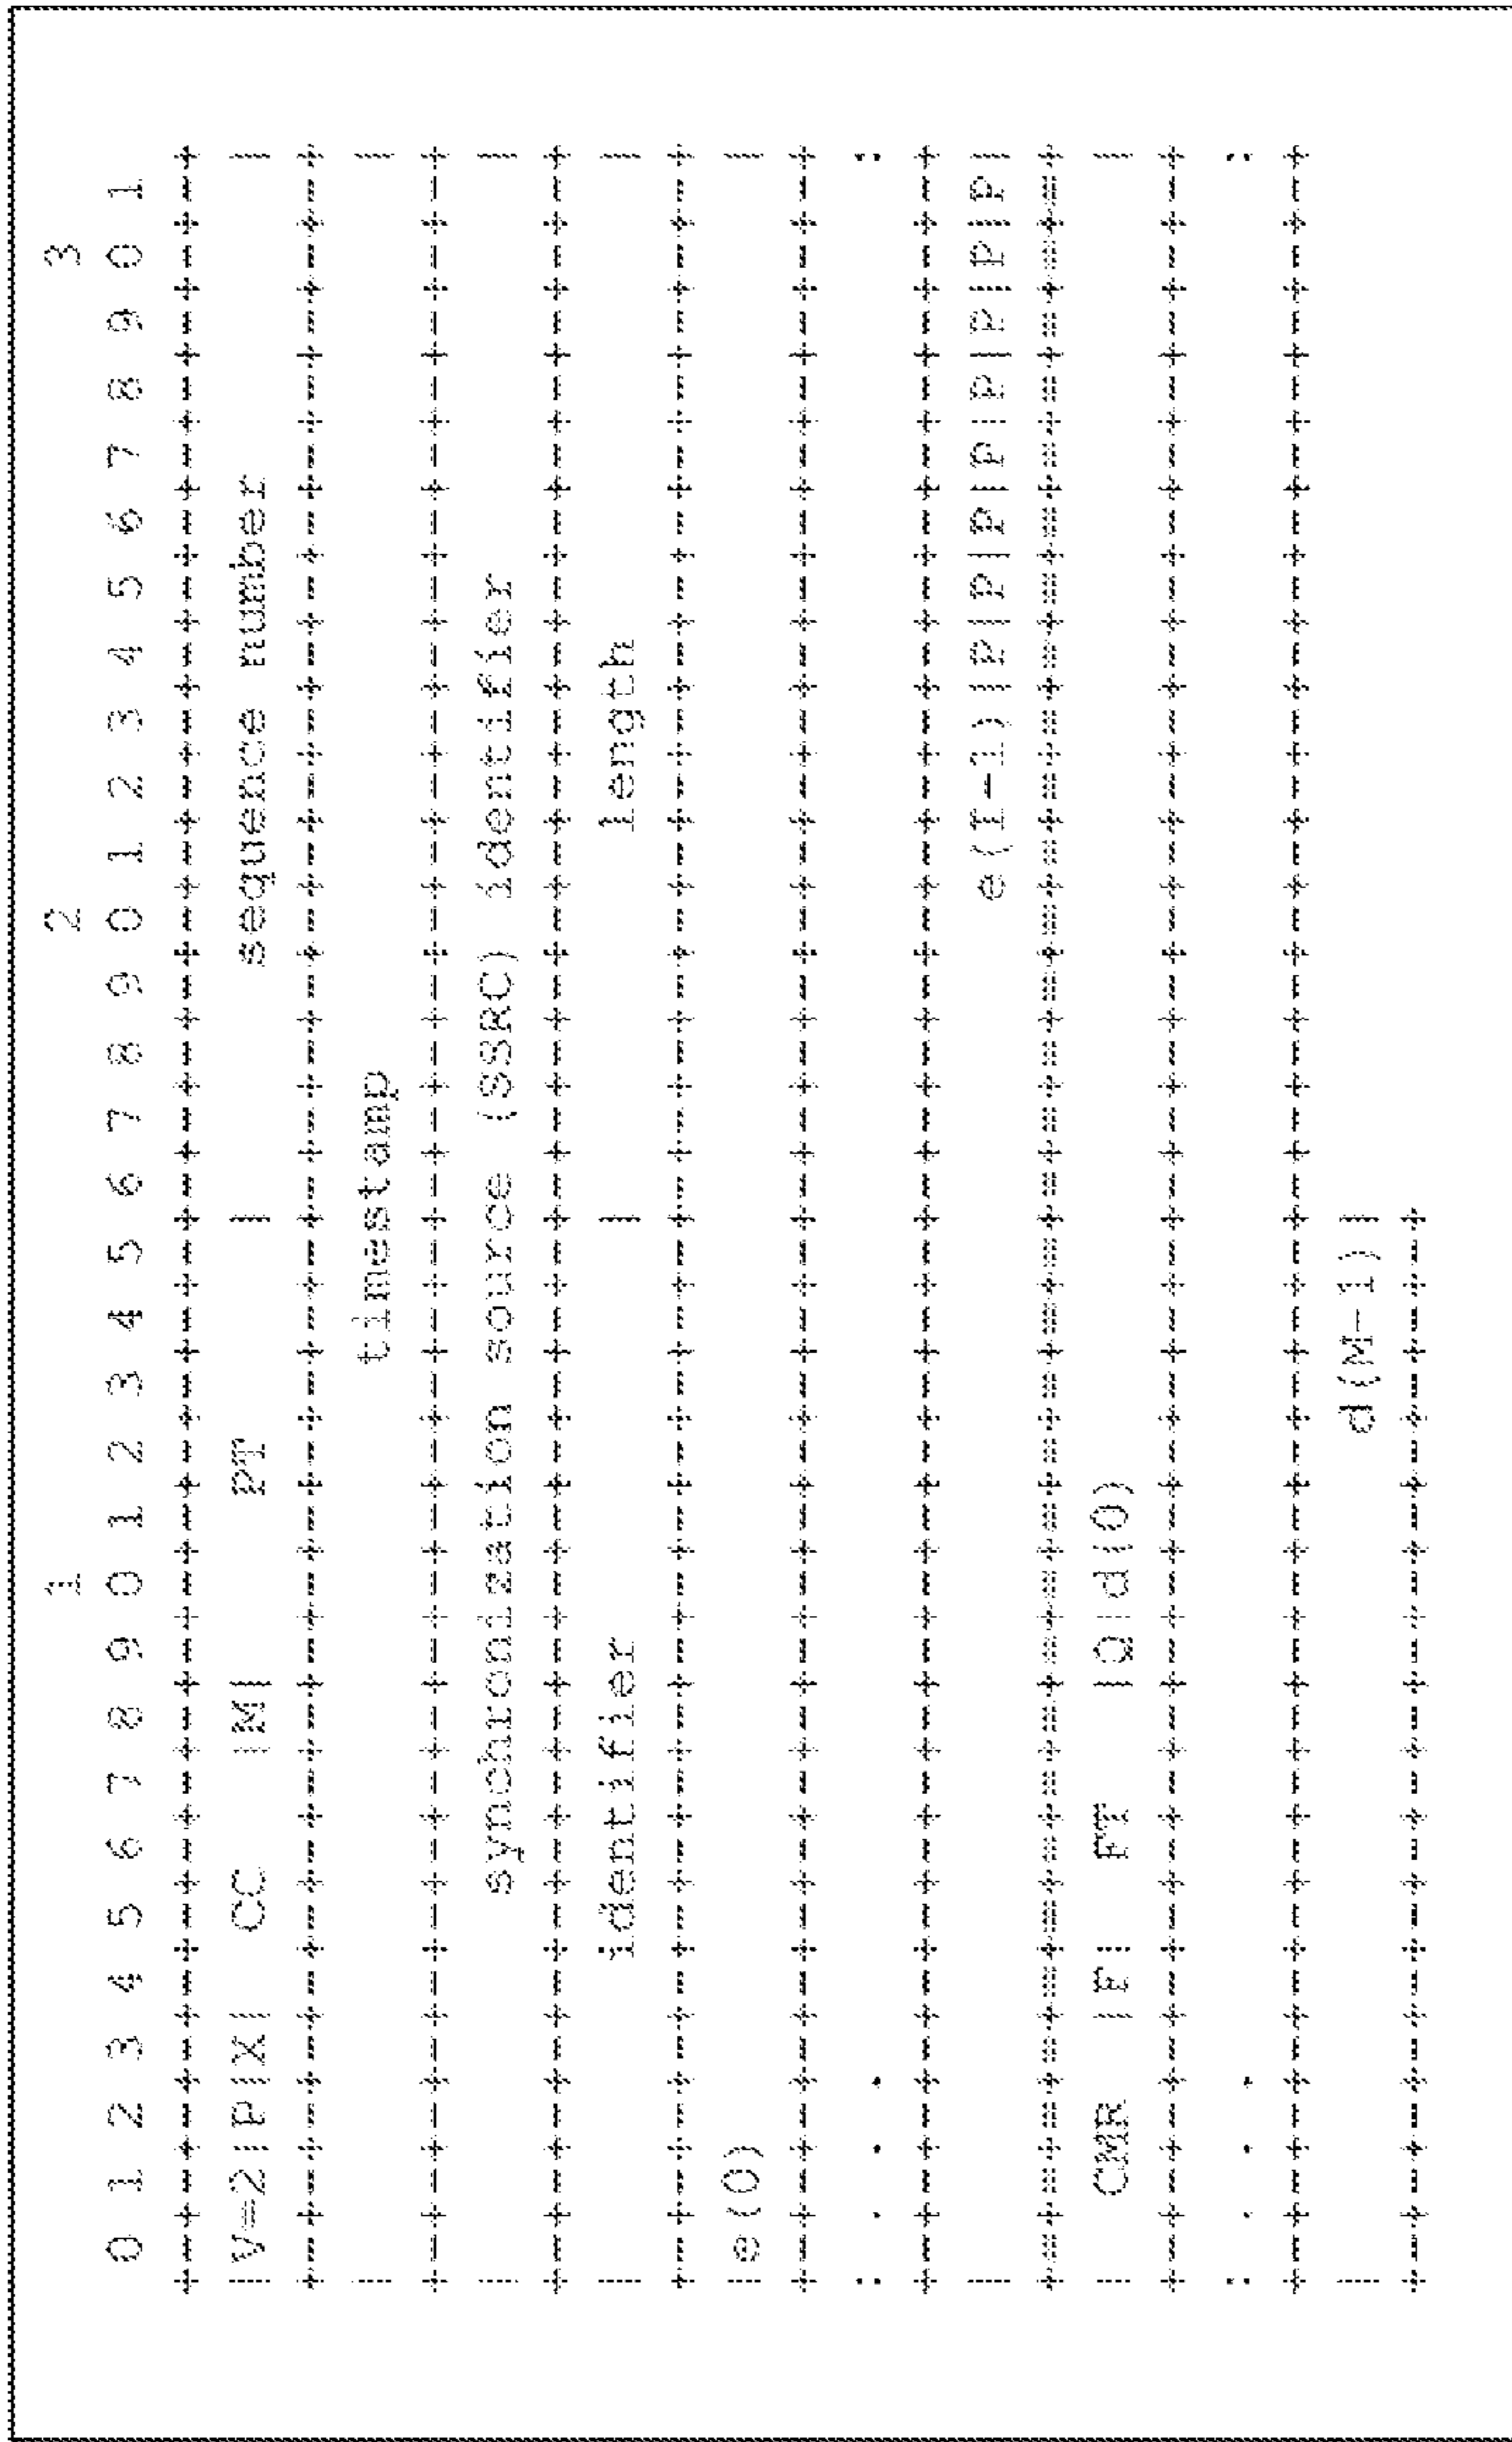 1                   2                   3
 0 1 2 3 4 5 6 7 8 9 0 1 2 3 4 5 6 7 8 9 0 1 2 3 4 5 6 7 8 9 0 1
+-+-+-+-+-+-+-+-+-+-+-+-+-+-+-+-+-+-+-+-+-+-+-+-+-+-+-+-+-+-+-+-+
|V=2|P|X|  CC   |M|     PT      |       sequence number         |
+-+-+-+-+-+-+-+-+-+-+-+-+-+-+-+-+-+-+-+-+-+-+-+-+-+-+-+-+-+-+-+-+
|                           timestamp                           |
+-+-+-+-+-+-+-+-+-+-+-+-+-+-+-+-+-+-+-+-+-+-+-+-+-+-+-+-+-+-+-+-+
|           synchronization source (SSRC) identifier            |
+-+-+-+-+-+-+-+-+-+-+-+-+-+-+-+-+-+-+-+-+-+-+-+-+-+-+-+-+-+-+-+-+
|         identifier            |           length              |
+-+-+-+-+-+-+-+-+-+-+-+-+-+-+-+-+-+-+-+-+-+-+-+-+-+-+-+-+-+-+-+-+
|e(0)                                                           |
+-+-+-+-+-+-+-+-+-+-+-+-+-+-+-+-+-+-+-+-+-+-+-+-+-+-+-+-+-+-+-+-+
: . . .                                                         :
+-+-+-+-+-+-+-+-+-+-+-+-+-+-+-+-+-+-+-+-+-+-+-+-+-+-+-+-+-+-+-+-+
|                                         e(I-1)|P|P|P|P|P|P|P|P|
+=+=+=+=+=+=+=+=+=+=+=+=+=+=+=+=+=+=+=+=+=+=+=+=+=+=+=+=+=+=+=+=+
|  CMR  |F|  FT   |Q|d(0)                                       |
+-+-+-+-+-+-+-+-+-+-+-+-+-+-+-+-+-+-+-+-+-+-+-+-+-+-+-+-+-+-+-+-+
: . . .                                                         :
+-+-+-+-+-+-+-+-+-+-+-+-+-+-+-+-+-+-+-+-+-+-+-+-+-+-+-+-+-+-+-+-+
|                         d(M-1)|
+-+-+-+-+-+-+-+-+-+-+-+-+-+-+-+-+